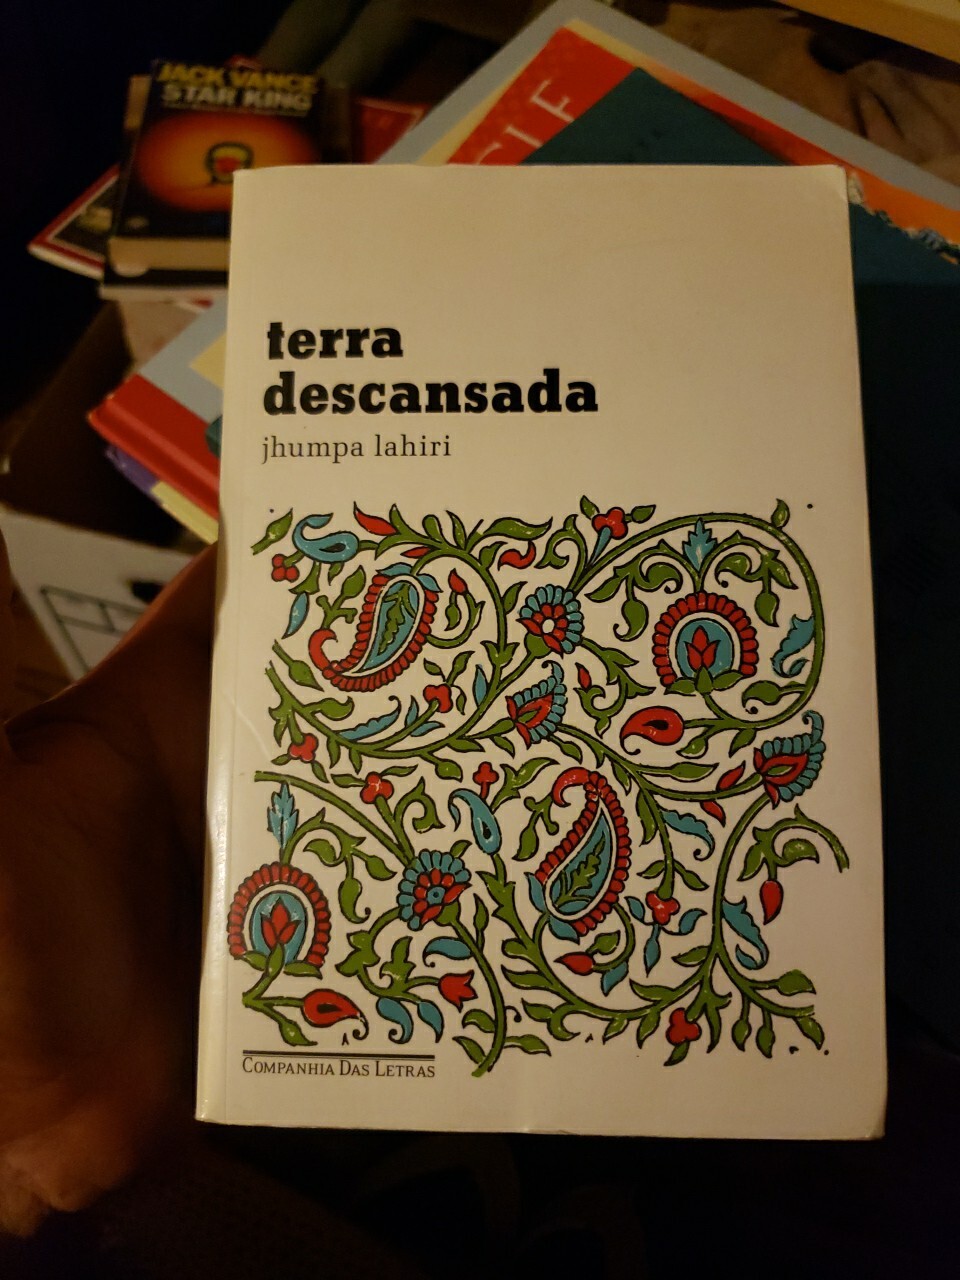 JACK VANCE
STAR KING
terra
descansada
jhumpa lahiri
COMPANHIA DAS LETRAS